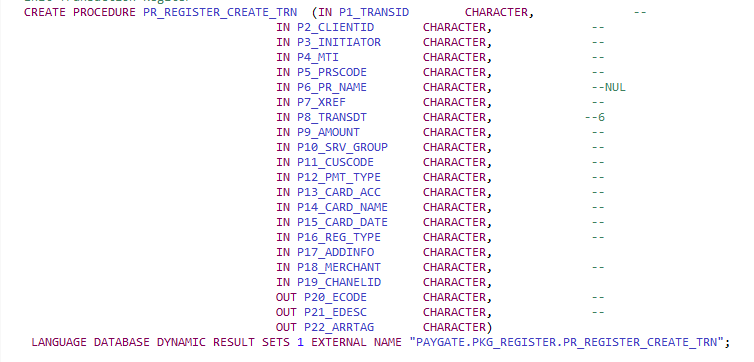 CREATE PROCEDURE PR_REGISTER_CREATE_TRN (IN P1_TRANSID CHARACTER, --
IN P2_CLIENTID CHARACTER, --
IN P3_INITIATOR CHARACTER, --
IN P4_MTI CHARACTER, --
IN P5_PRSCODE CHARACTER, --
IN P6_PR_NAME CHARACTER, --NUL
IN P7_XREF CHARACTER, --
IN P8_TRANSDT CHARACTER, --6
IN P9_AMOUNT CHARACTER, --
IN P10_SRV_GROUP CHARACTER, --
IN P11_CUSCODE CHARACTER, --
IN P12_PMT_TYPE CHARACTER, --
IN P13_CARD_ACC CHARACTER, --
IN P14_CARD_NAME CHARACTER, --
IN P15_CARD_DATE CHARACTER, --
IN P16_REG_TYPE CHARACTER, --
IN P17_ADDINFO CHARACTER,
IN P18_MERCHANT CHARACTER, --
IN P19_CHANELID CHARACTER,
OUT P20_ECODE CHARACTER, --
OUT P21_EDESC CHARACTER, --
OUT P22_ARRTAG CHARACTER)
LANGUAGE DATABASE DYNAMIC RESULT SETS 1 EXTERNAL NAME "PAYGATE.PKG_REGISTER.PR_REGISTER_CREATE_TRN";